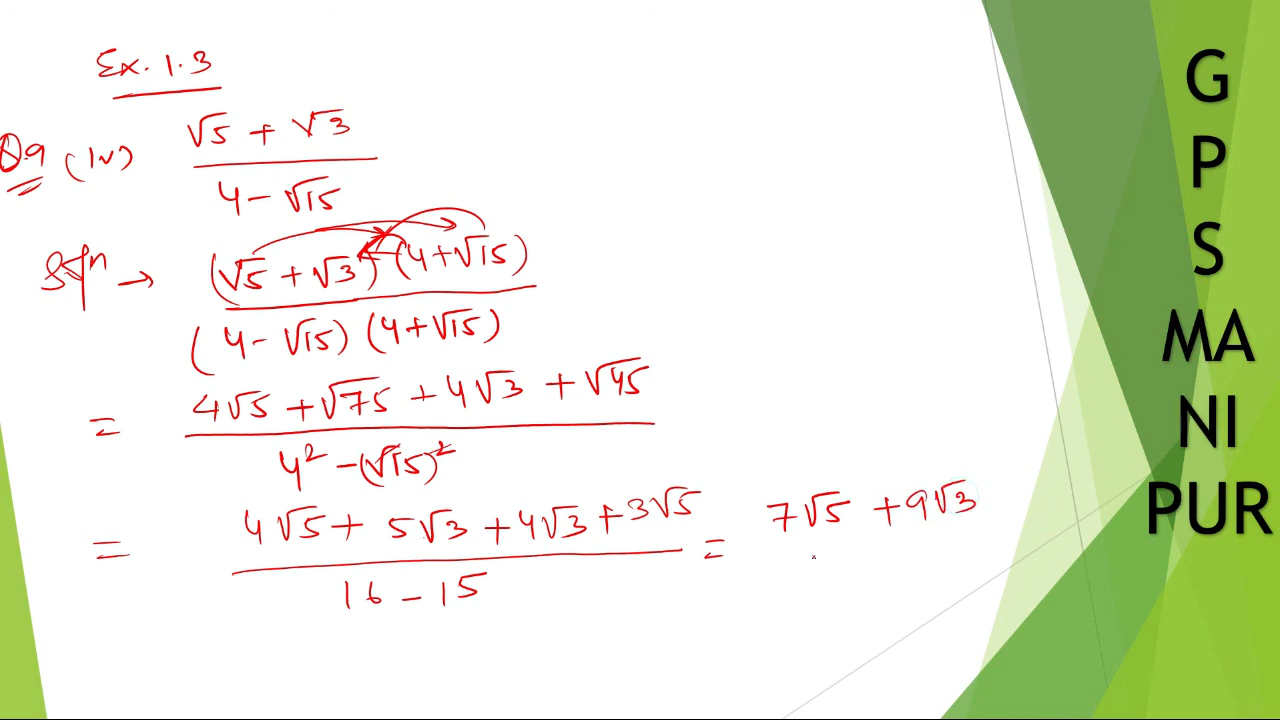 Ex. 1.3
Q.9 (iv) √5 + √3 / 4 - √15
Sol^n → (√5 + √3) (4+√15) / (4 - √15) (4+√15)
= 4√5 + √75 + 4√3 + √45 / 4² - (√15)²
= 4√5 + 5√3 + 4√3 + 3√5 / 16 - 15 = 7√5 + 9√3
G
P
S
MA
NI
PUR